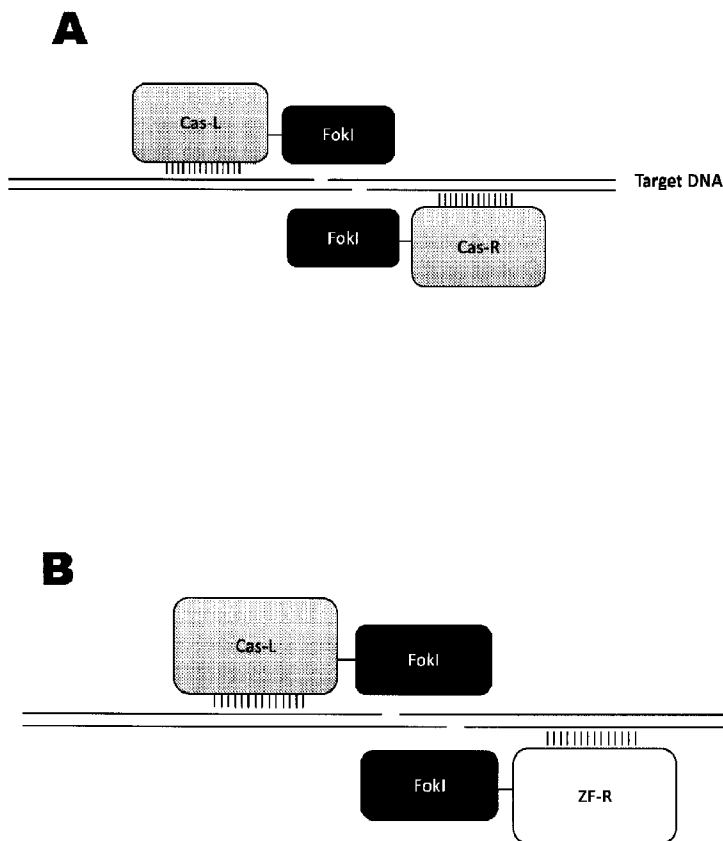 A
Cas-L
FokI
Target DNA
FokI
Cas-R
B
Cas-L
FokI
FokI
ZF-R